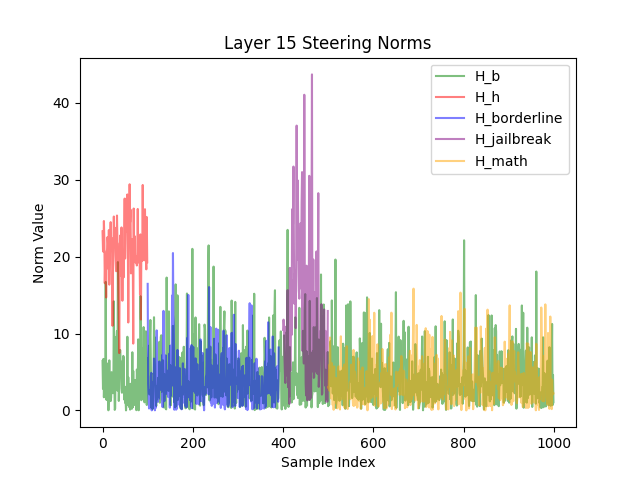 Layer 15 Steering Norms
H_b
H_h
H_borderline
H_jailbreak
H_math
Norm Value
40
30
20
10
0
0
200
400
600
800
1000
Sample Index